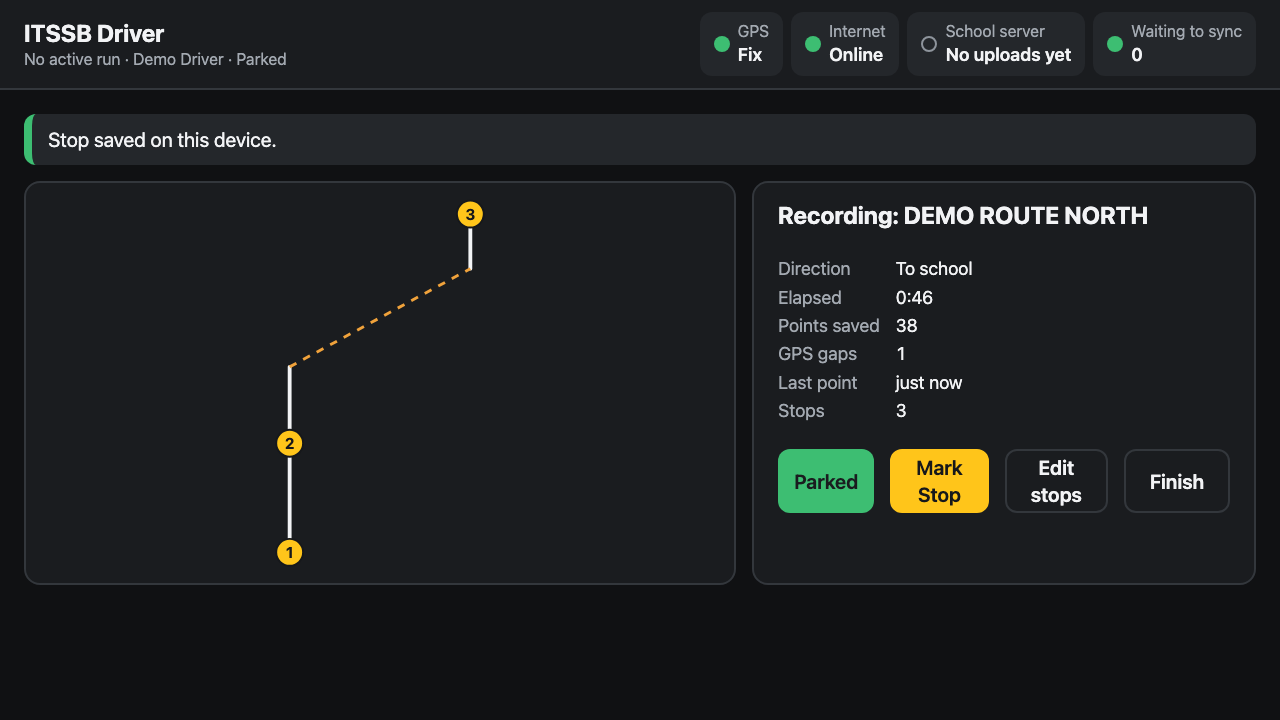 ITSSB Driver
No active run · Demo Driver · Parked
GPS
Fix
Internet
Online
School server
No uploads yet
Waiting to sync
0
Stop saved on this device.
3
2
1
Recording: DEMO ROUTE NORTH
Direction To school
Elapsed 0:46
Points saved 38
GPS gaps 1
Last point just now
Stops 3
Parked
Mark
Stop
Edit
stops
Finish